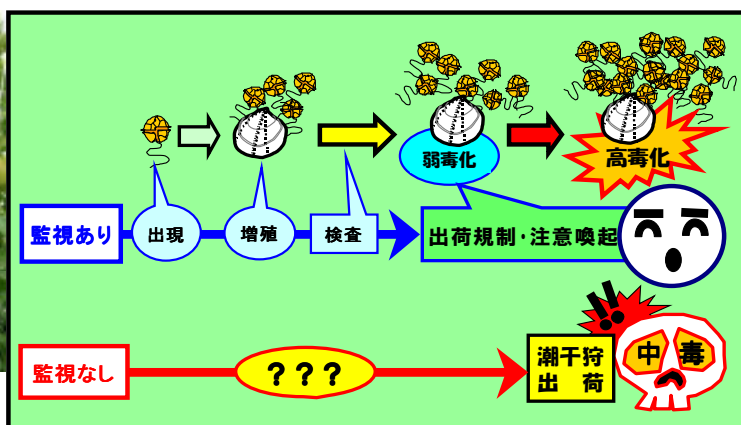 弱毒化
高毒化
監視あり
出現
増殖
検査
出荷規制・注意喚起
!!
監視なし
???
潮干狩
出荷
中毒